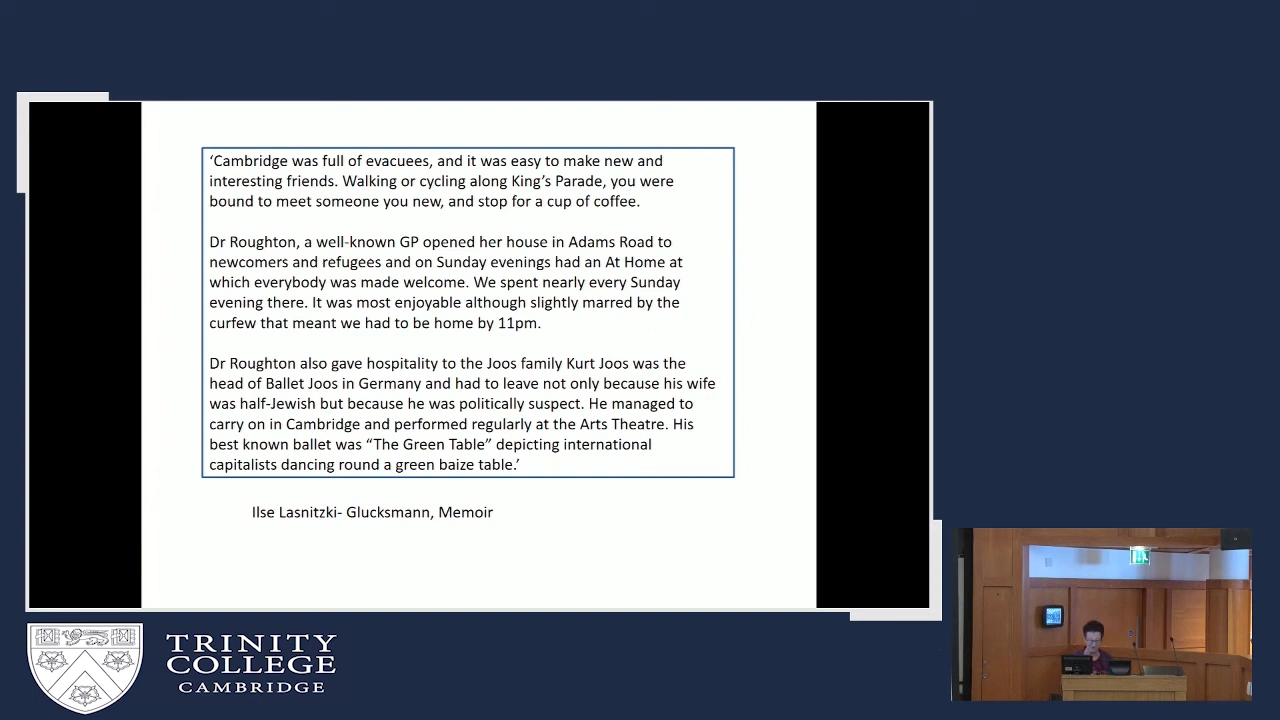 ‘Cambridge was full of evacuees, and it was easy to make new and
interesting friends. Walking or cycling along King’s Parade, you were
bound to meet someone you new, and stop for a cup of coffee.
Dr Roughton, a well-known GP opened her house in Adams Road to
newcomers and refugees and on Sunday evenings had an At Home at
which everybody was made welcome. We spent nearly every Sunday
evening there. It was most enjoyable although slightly marred by the
curfew that meant we had to be home by 11pm.
Dr Roughton also gave hospitality to the Joos family Kurt Joos was the
head of Ballet Joos in Germany and had to leave not only because his wife
was half-Jewish but because he was politically suspect. He managed to
carry on in Cambridge and performed regularly at the Arts Theatre. His
best known ballet was “The Green Table” depicting international
capitalists dancing round a green baize table.’
Ilse Lasnitzki- Glucksmann, Memoir
TRINITY
COLLEGE
CAMBRIDGE